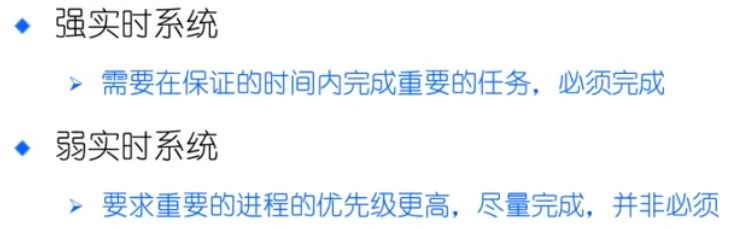 强实时系统
需要在保证的时间内完成重要的任务，必须完成
弱实时系统
要求重要的进程的优先级更高，尽量完成，并非必须